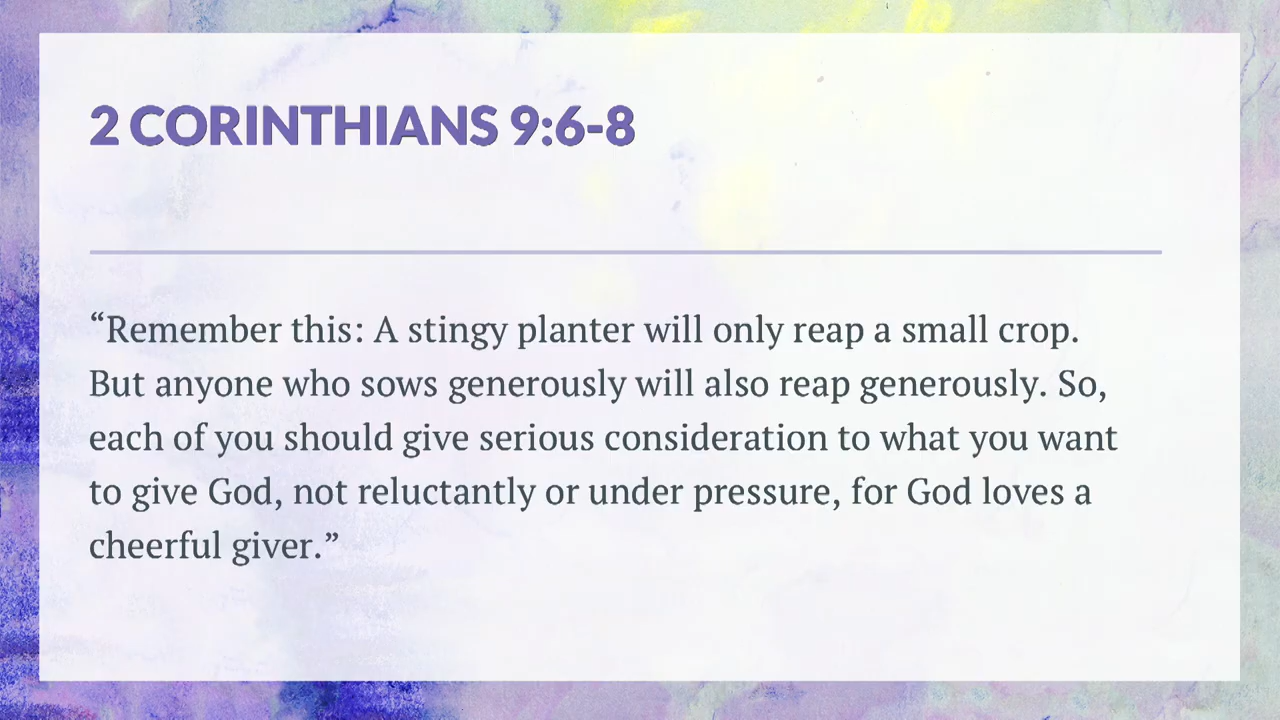 2 CORINTHIANS 9:6-8
“Remember this: A stingy planter will only reap a small crop.
But anyone who sows generously will also reap generously. So,
each of you should give serious consideration to what you want
to give God, not reluctantly or under pressure, for God loves a
cheerful giver.”